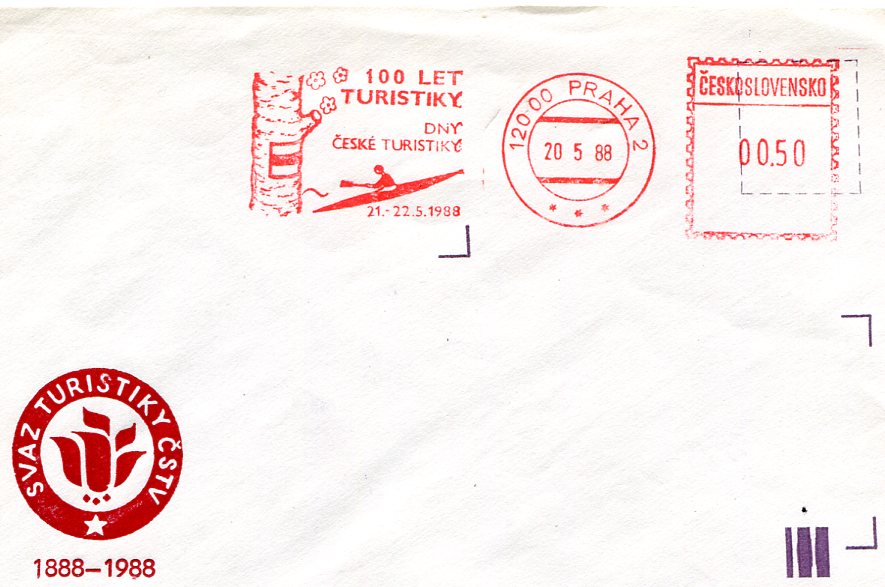 100 LET
TURISTIKY
DNY
ČESKÉ TURISTIKY
21.-22.5.1988
120 00 PRAHA 2
20 5 88
* * *
ČESKOSLOVENSKO
00.50
SVAZ TURISTIKY ČSTV
1888–1988